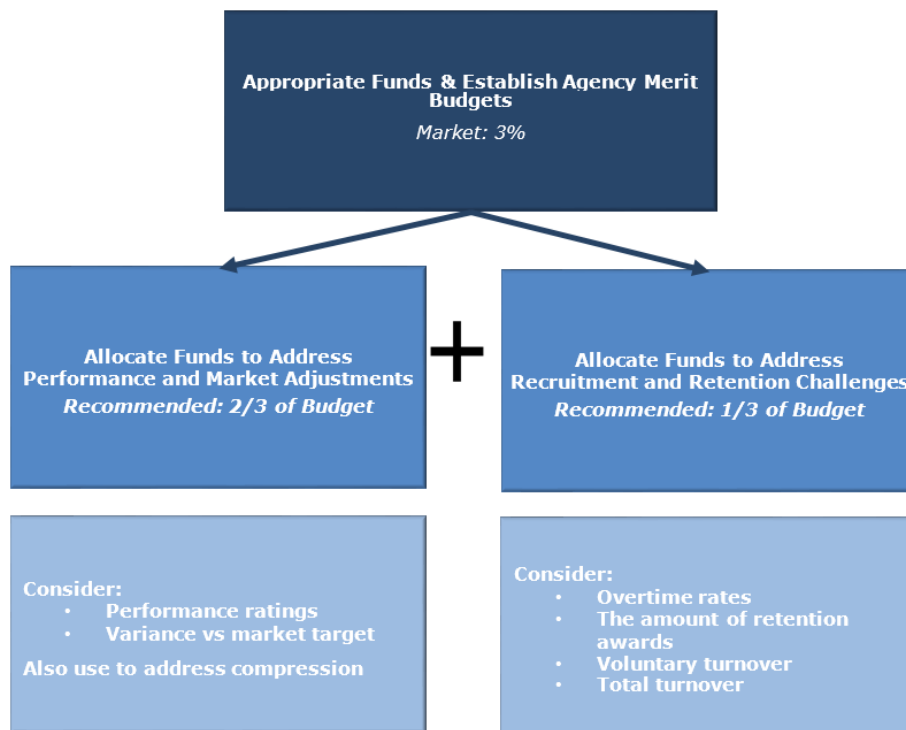 Appropriate Funds & Establish Agency Merit
Budgets
Market: 3%
Allocate Funds to Address
Performance and Market Adjustments
Recommended: 2/3 of Budget
+
Allocate Funds to Address
Recruitment and Retention Challenges
Recommended: 1/3 of Budget
Consider:
• Performance ratings
• Variance vs market target
Also use to address compression
Consider:
• Overtime rates
• The amount of retention
awards
• Voluntary turnover
• Total turnover